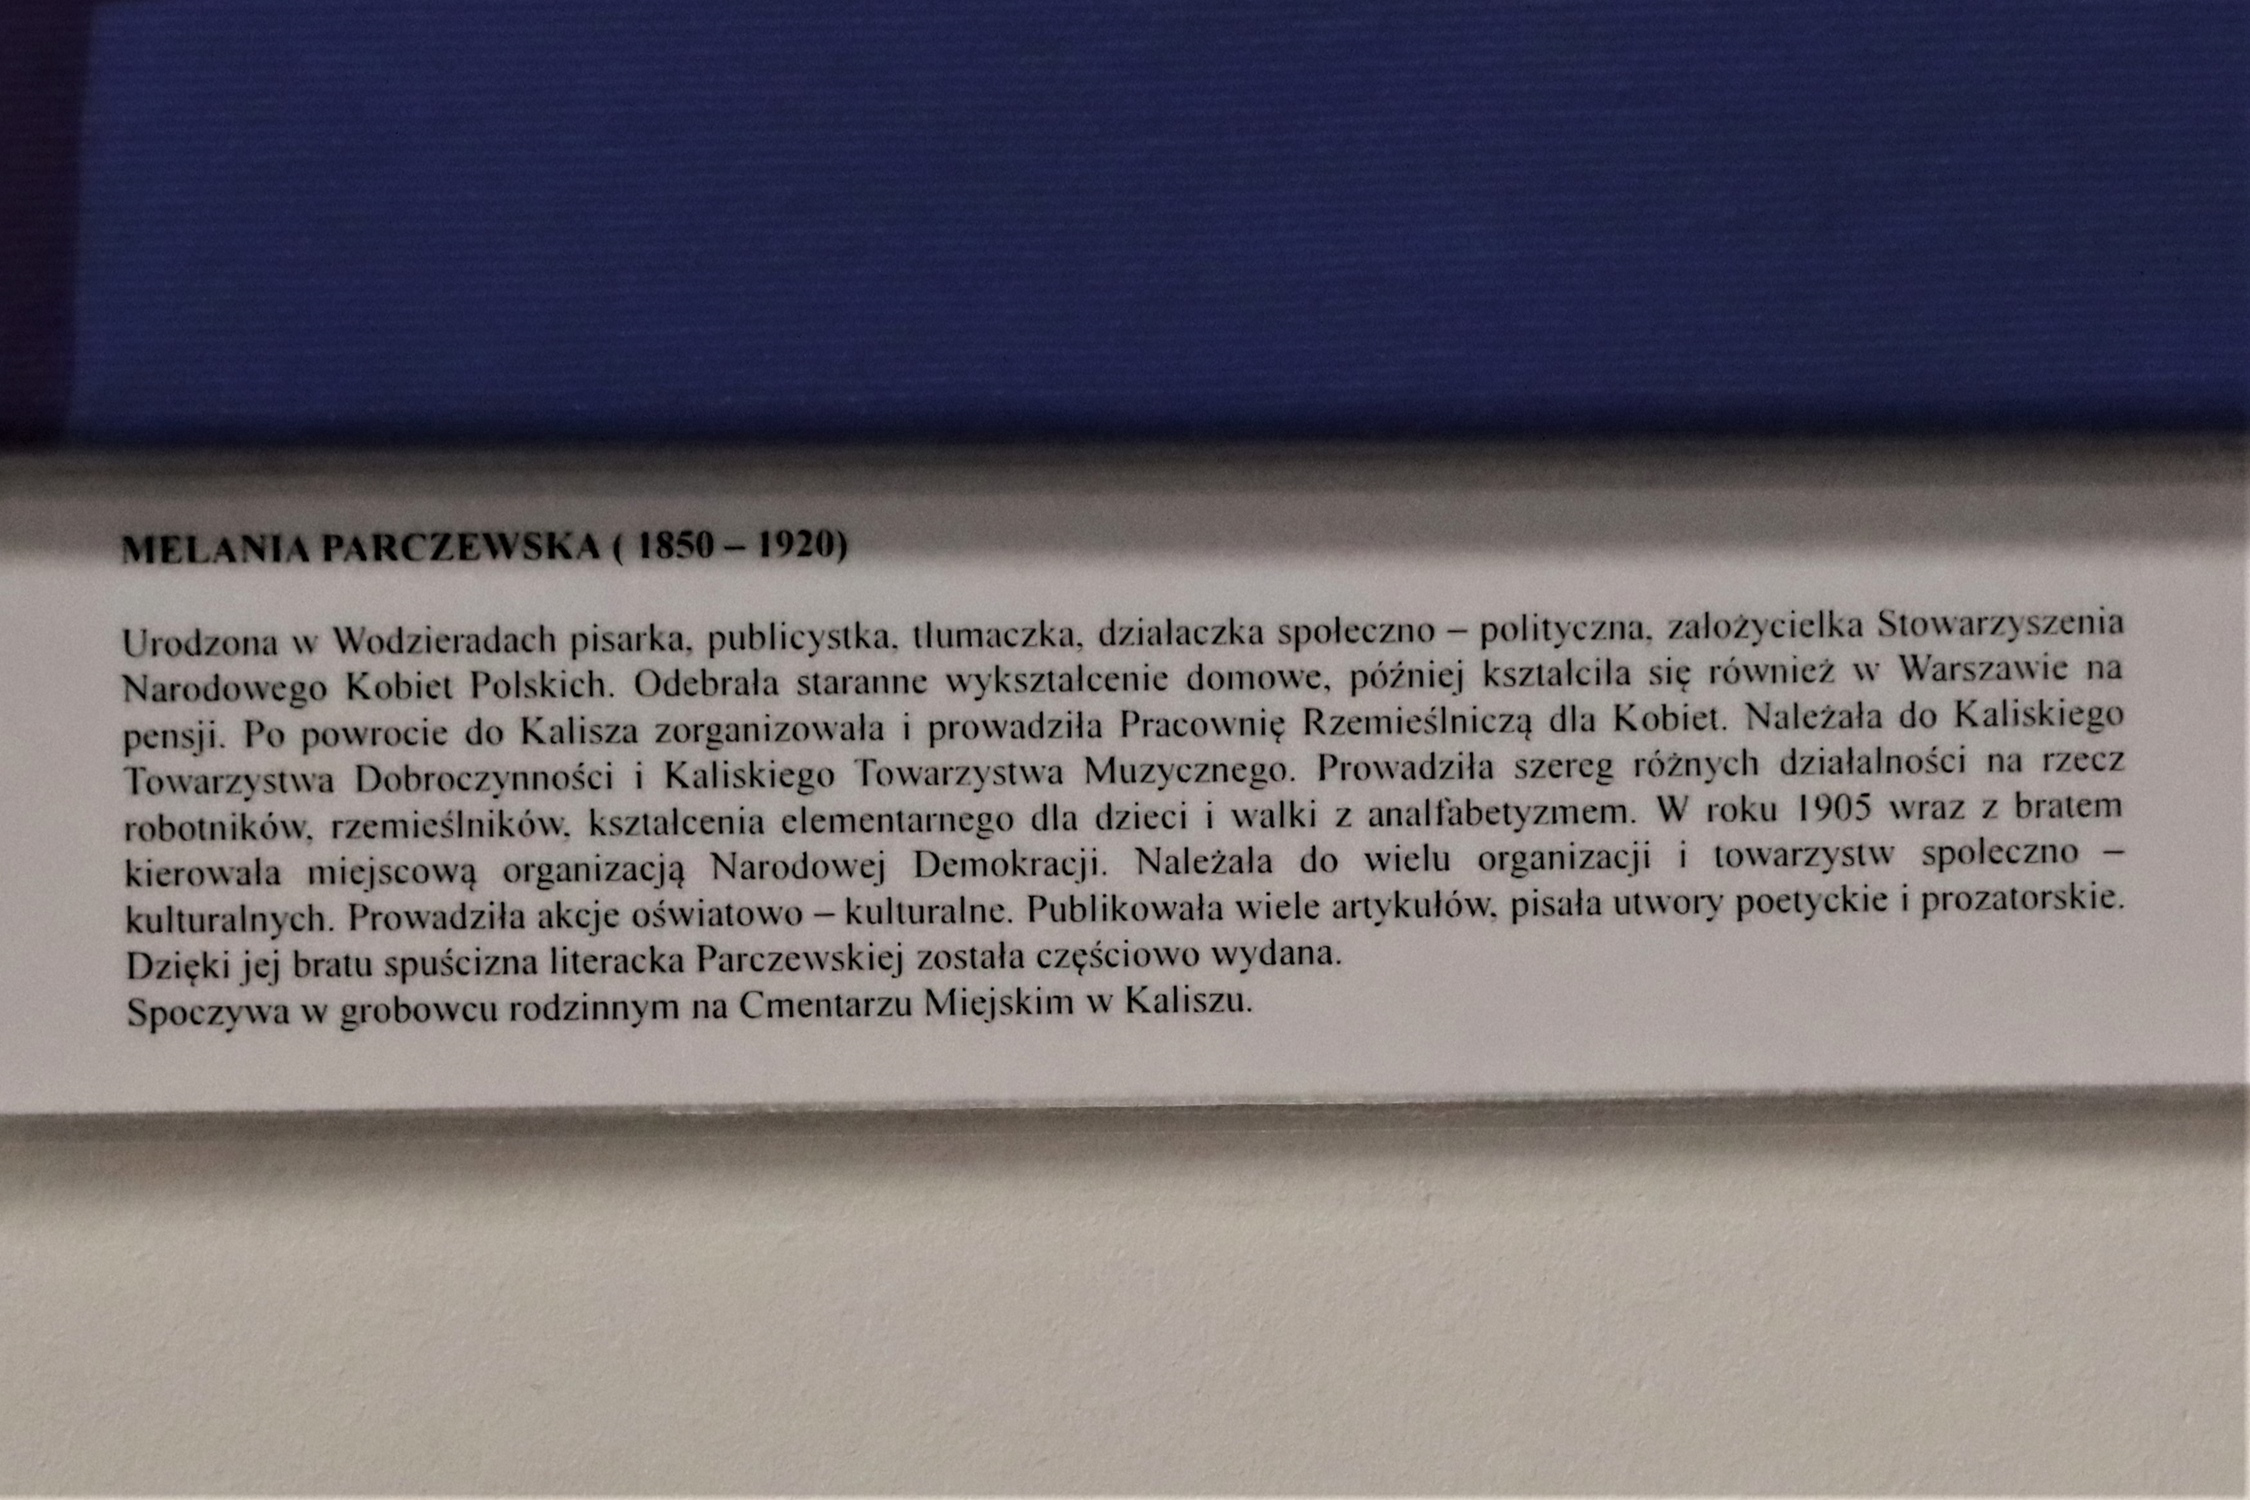 MELANIA PARCZEWSKA ( 1850 – 1920)
Urodzona w Wodzieradach pisarka, publicystka, tłumaczka, działaczka społeczno – polityczna, założycielka Stowarzyszenia
Narodowego Kobiet Polskich. Odebrała staranne wykształcenie domowe, później kształciła się również w Warszawie na
pensji. Po powrocie do Kalisza zorganizowała i prowadziła Pracownię Rzemieślniczą dla Kobiet. Należała do Kaliskiego
Towarzystwa Dobroczynności i Kaliskiego Towarzystwa Muzycznego. Prowadziła szereg różnych działalności na rzecz
robotników, rzemieślników, kształcenia elementarnego dla dzieci i walki z analfabetyzmem. W roku 1905 wraz z bratem
kierowała miejscową organizacją Narodowej Demokracji. Należała do wielu organizacji i towarzystw społeczno –
kulturalnych. Prowadziła akcje oświatowo – kulturalne. Publikowała wiele artykułów, pisała utwory poetyckie i prozatorskie.
Dzięki jej bratu spuścizna literacka Parczewskiej została częściowo wydana.
Spoczywa w grobowcu rodzinnym na Cmentarzu Miejskim w Kaliszu.